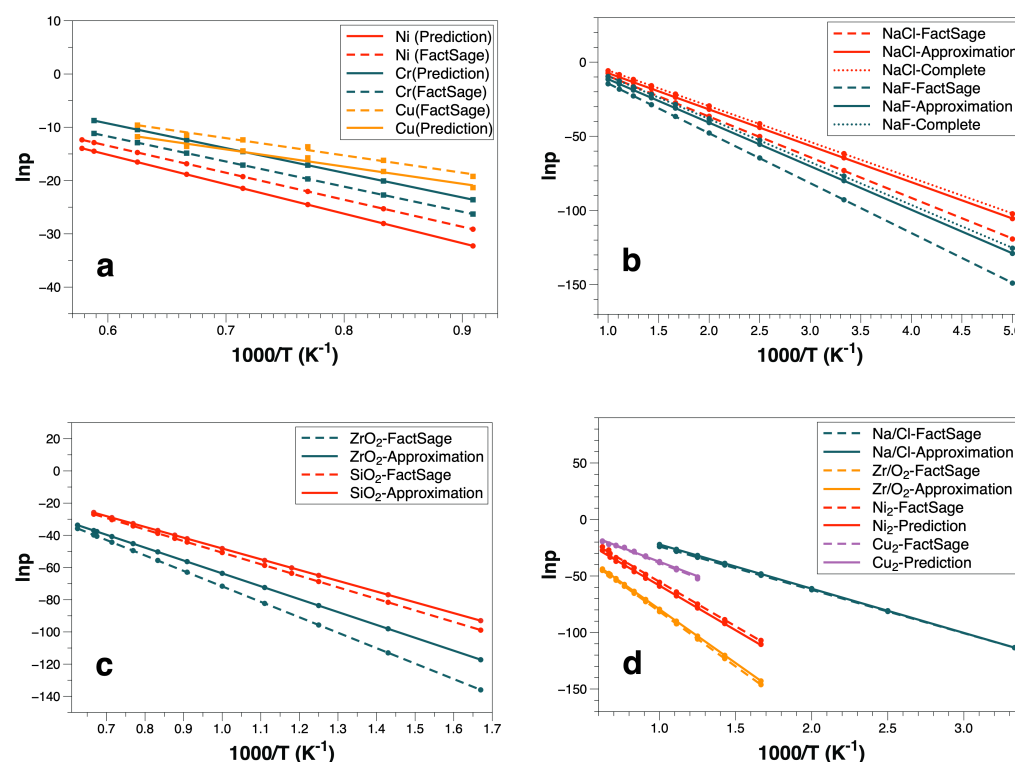 a
10
0
−10
−20
−30
−40
lnp
0.6
0.7
0.8
0.9
1000/T (K⁻¹)
Ni (Prediction)
Ni (FactSage)
Cr(Prediction)
Cr(FactSage)
Cu(FactSage)
Cu(Prediction)
b
0
−50
−100
−150
lnp
1.0
1.5
2.0
2.5
3.0
3.5
4.0
4.5
5.0
1000/T (K⁻¹)
NaCl-FactSage
NaCl-Approximation
NaCl-Complete
NaF-FactSage
NaF-Approximation
NaF-Complete
c
20
0
−20
−40
−60
−80
−100
−120
−140
lnp
0.7
0.8
0.9
1.0
1.1
1.2
1.3
1.4
1.5
1.6
1.7
1000/T (K⁻¹)
ZrO₂-FactSage
ZrO₂-Approximation
SiO₂-FactSage
SiO₂-Approximation
d
50
0
−50
−100
−150
lnp
1.0
1.5
2.0
2.5
3.0
1000/T (K⁻¹)
Na/Cl-FactSage
Na/Cl-Approximation
Zr/O₂-FactSage
Zr/O₂-Approximation
Ni₂-FactSage
Ni₂-Prediction
Cu₂-FactSage
Cu₂-Prediction